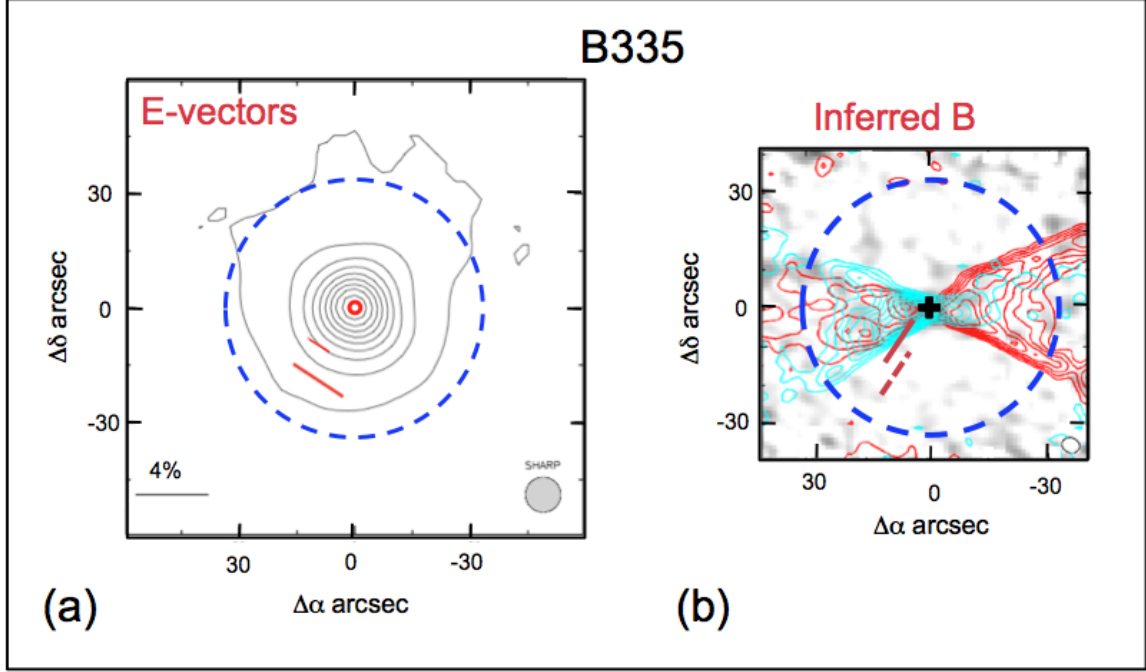 B335
E-vectors
30
0
-30
Δδ arcsec
4%
SHARP
30
0
-30
Δα arcsec
(a)
Inferred B
30
0
-30
Δδ arcsec
30
0
-30
Δα arcsec
(b)